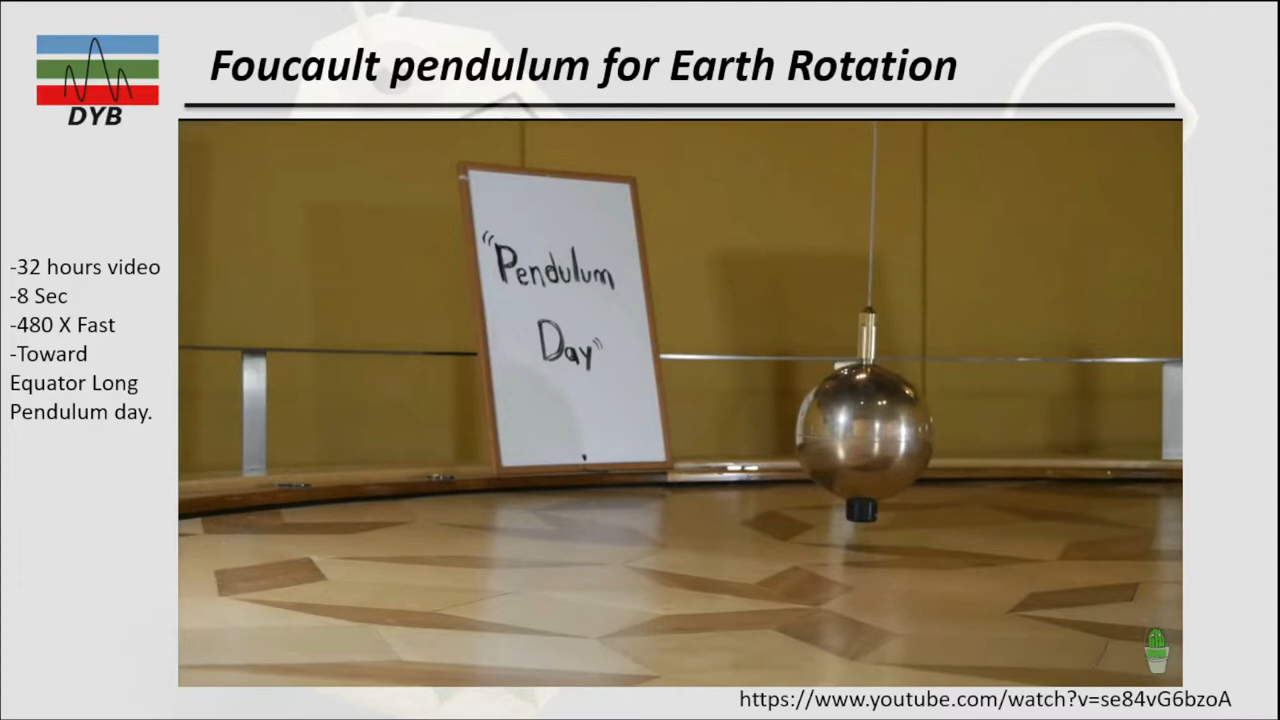 Foucault pendulum for Earth Rotation
DYB
"Pendulum
Day"
-32 hours video
-8 Sec
-480 X Fast
-Toward
Equator Long
Pendulum day.
https://www.youtube.com/watch?v=se84vG6bzoA